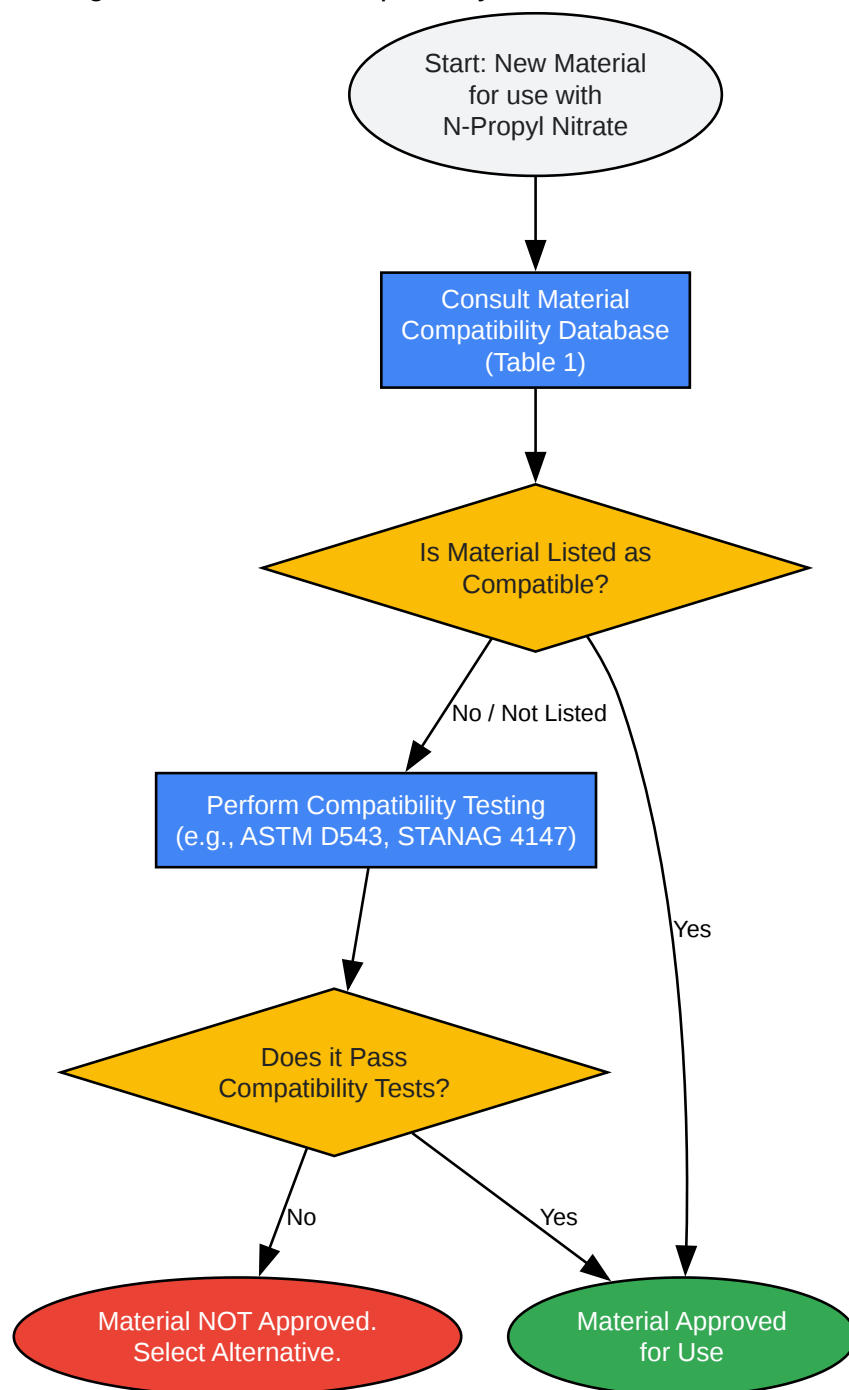 Start: New Material
for use with
N-Propyl Nitrate
Consult Material
Compatibility Database
(Table 1)
Is Material Listed as
Compatible?
No / Not Listed
Perform Compatibility Testing
(e.g., ASTM D543, STANAG 4147)
Yes
Does it Pass
Compatibility Tests?
No
Yes
Material NOT Approved.
Select Alternative.
Material Approved
for Use